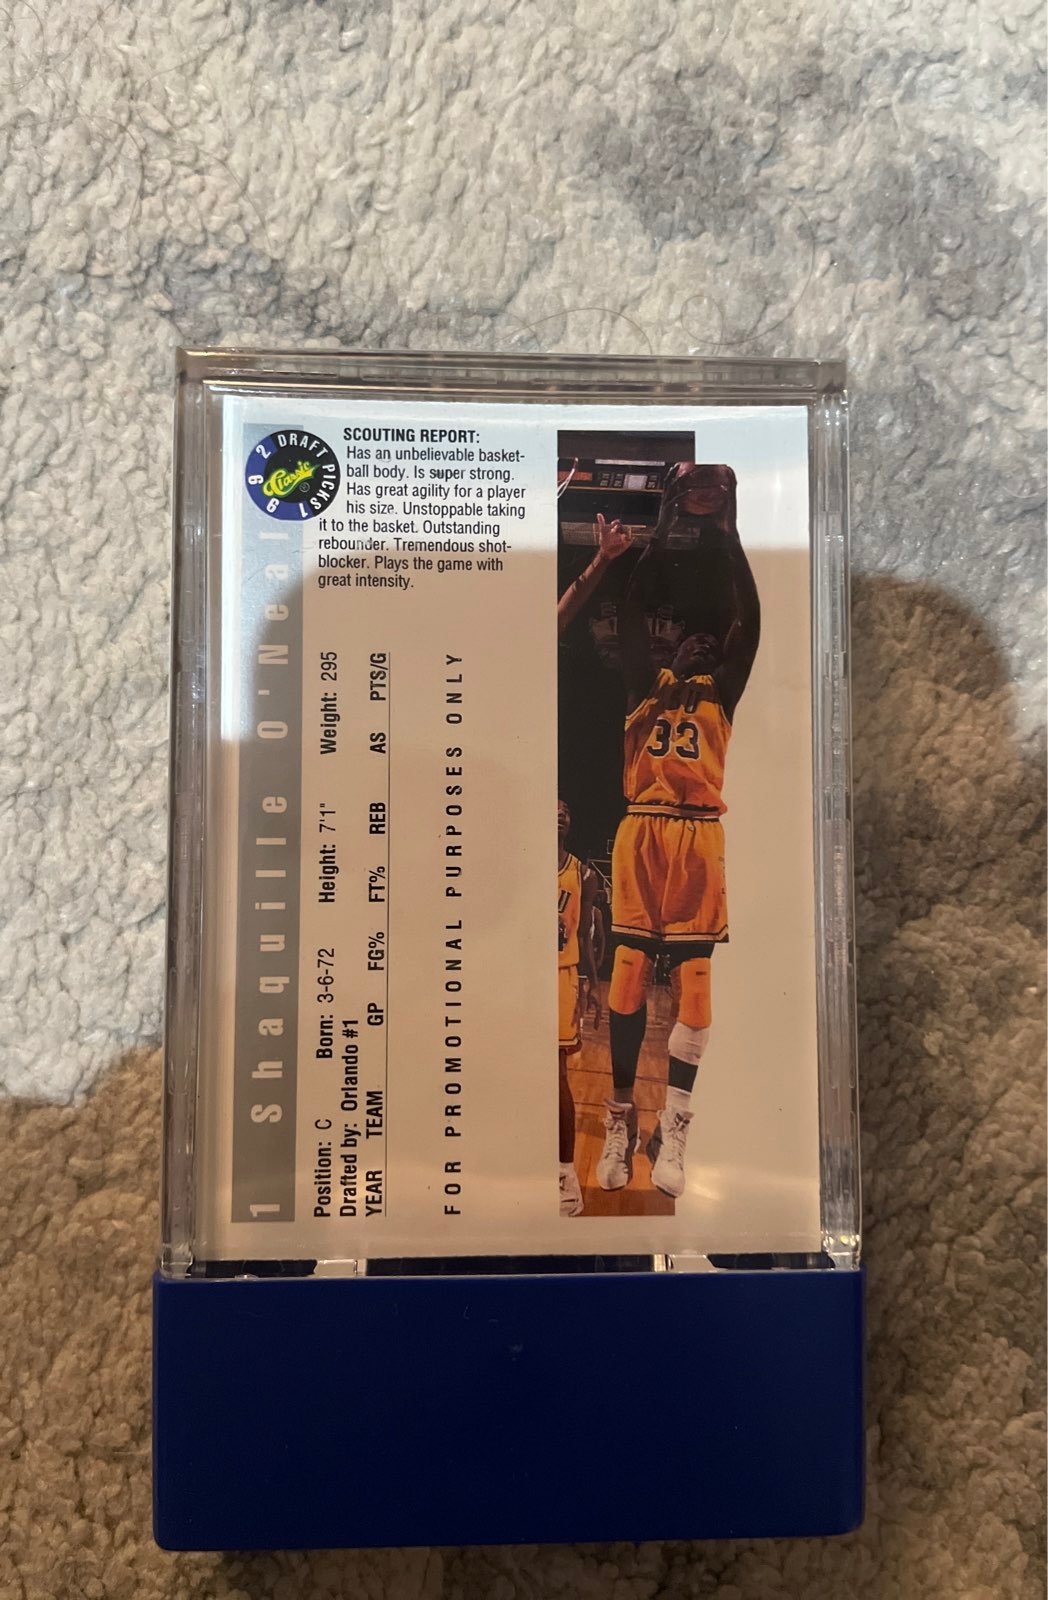 1 Shaquille O'Neal
1992 DRAFT PICKS
Classic
©
SCOUTING REPORT:
Has an unbelievable basket-
ball body. Is super strong.
Has great agility for a player
his size. Unstoppable taking
it to the basket. Outstanding
rebounder. Tremendous shot-
blocker. Plays the game with
great intensity.
Position: C Born: 3-6-72 Height: 7'1" Weight: 295
Drafted by: Orlando #1
YEAR TEAM GP FG% FT% REB AS PTS/G
FOR PROMOTIONAL PURPOSES ONLY
33